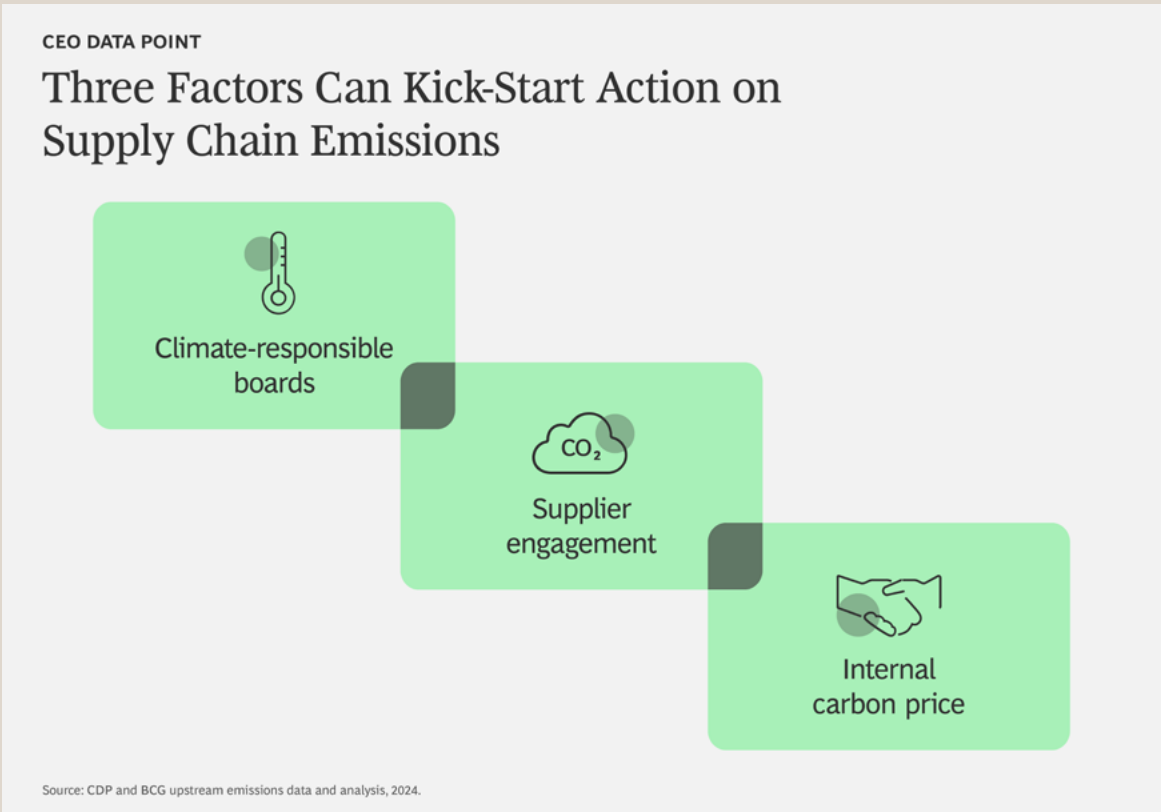 CEO DATA POINT
Three Factors Can Kick-Start Action on
Supply Chain Emissions
Climate-responsible
boards
CO₂
Supplier
engagement
Internal
carbon price
Source: CDP and BCG upstream emissions data and analysis, 2024.